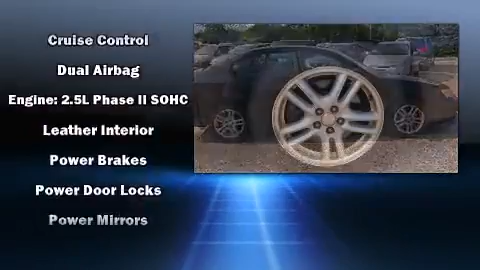 Cruise Control
Dual Airbag
Engine: 2.5L Phase II SOHC
Leather Interior
Power Brakes
Power Door Locks
Power Mirrors